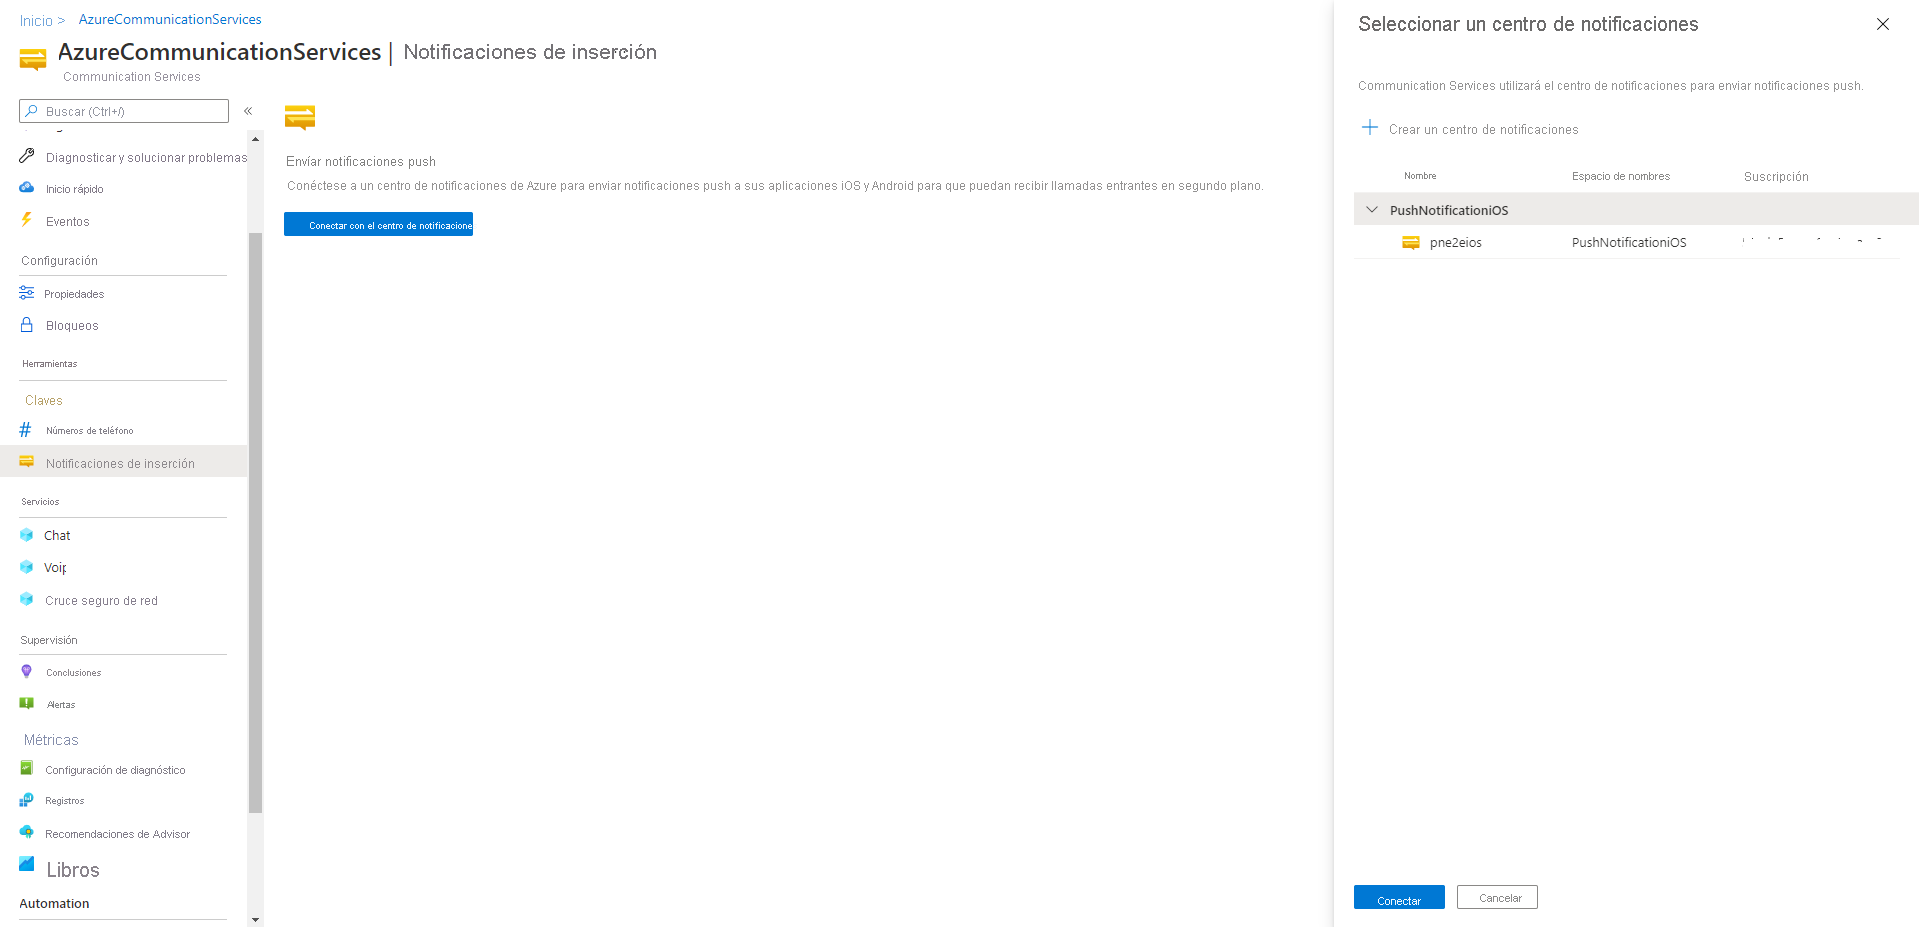 Inicio > AzureCommunicationServices
AzureCommunicationServices | Notificaciones de inserción
Communication Services
Buscar (Ctrl+/)
«
Diagnosticar y solucionar problemas
Inicio rápido
Eventos
Configuración
Propiedades
Bloqueos
Herramientas
Claves
Números de teléfono
Notificaciones de inserción
Servicios
Chat
Voip
Cruce seguro de red
Supervisión
Conclusiones
Alertas
Métricas
Configuración de diagnóstico
Registros
Recomendaciones de Advisor
Libros
Automation
Envíar notificaciones push
Conéctese a un centro de notificaciones de Azure para enviar notificaciones push a sus aplicaciones iOS y Android para que puedan recibir llamadas entrantes en segundo plano.
Conectar con el centro de notificacione
Seleccionar un centro de notificaciones
Communication Services utilizará el centro de notificaciones para enviar notificaciones push.
Crear un centro de notificaciones
Nombre Espacio de nombres Suscripción
PushNotificationiOS
pne2eios PushNotificationiOS
Conectar Cancelar